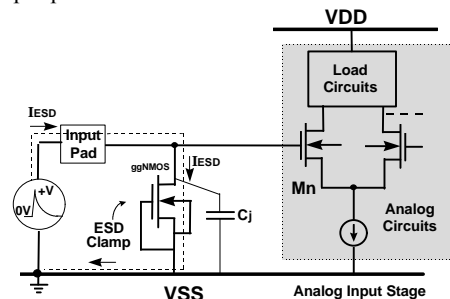 VDD
Load
Circuits
IESD
Input
Pad
ggNMOS
IESD
Mn
+V
0V
ESD
Clamp
Cj
Analog
Circuits
VSS
Analog Input Stage